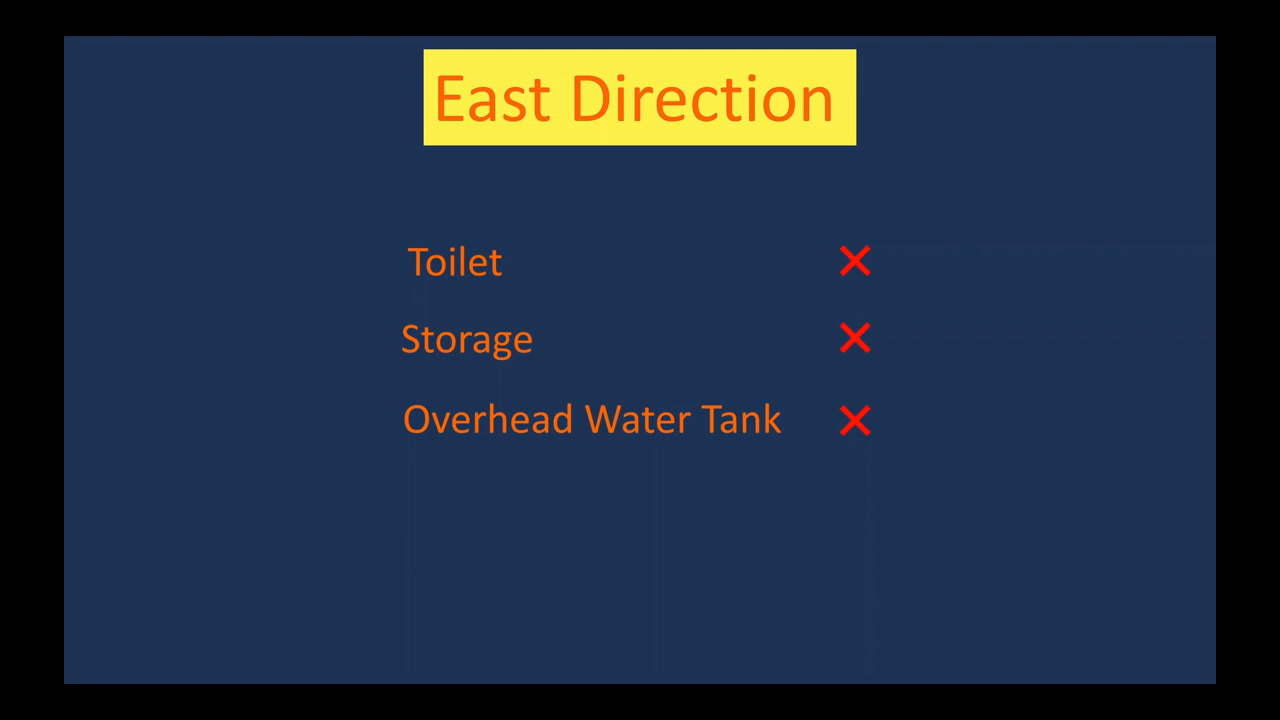 East Direction
Toilet ❌
Storage ❌
Overhead Water Tank ❌